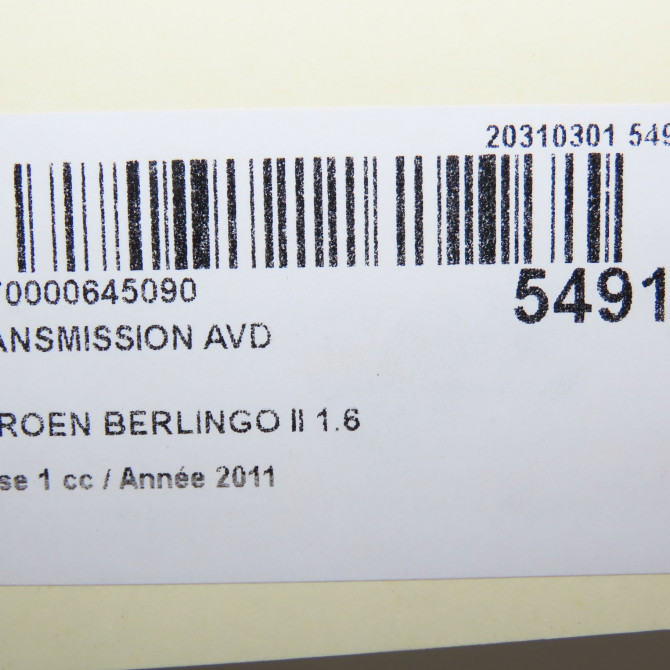 20310301 549
70000645090
5491
ANSMISSION AVD
ROEN BERLINGO II 1.6
se 1 cc / Année 2011